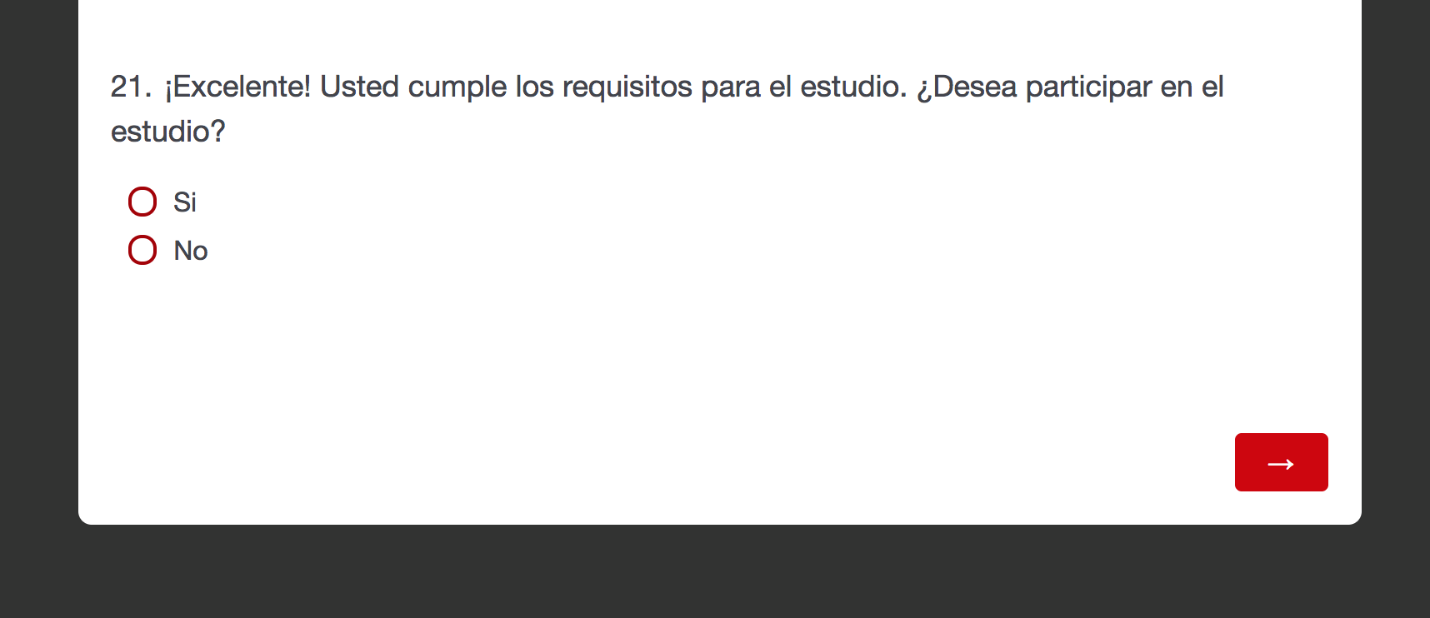 21. ¡Excelente! Usted cumple los requisitos para el estudio. ¿Desea participar en el
estudio?
Si
No
→